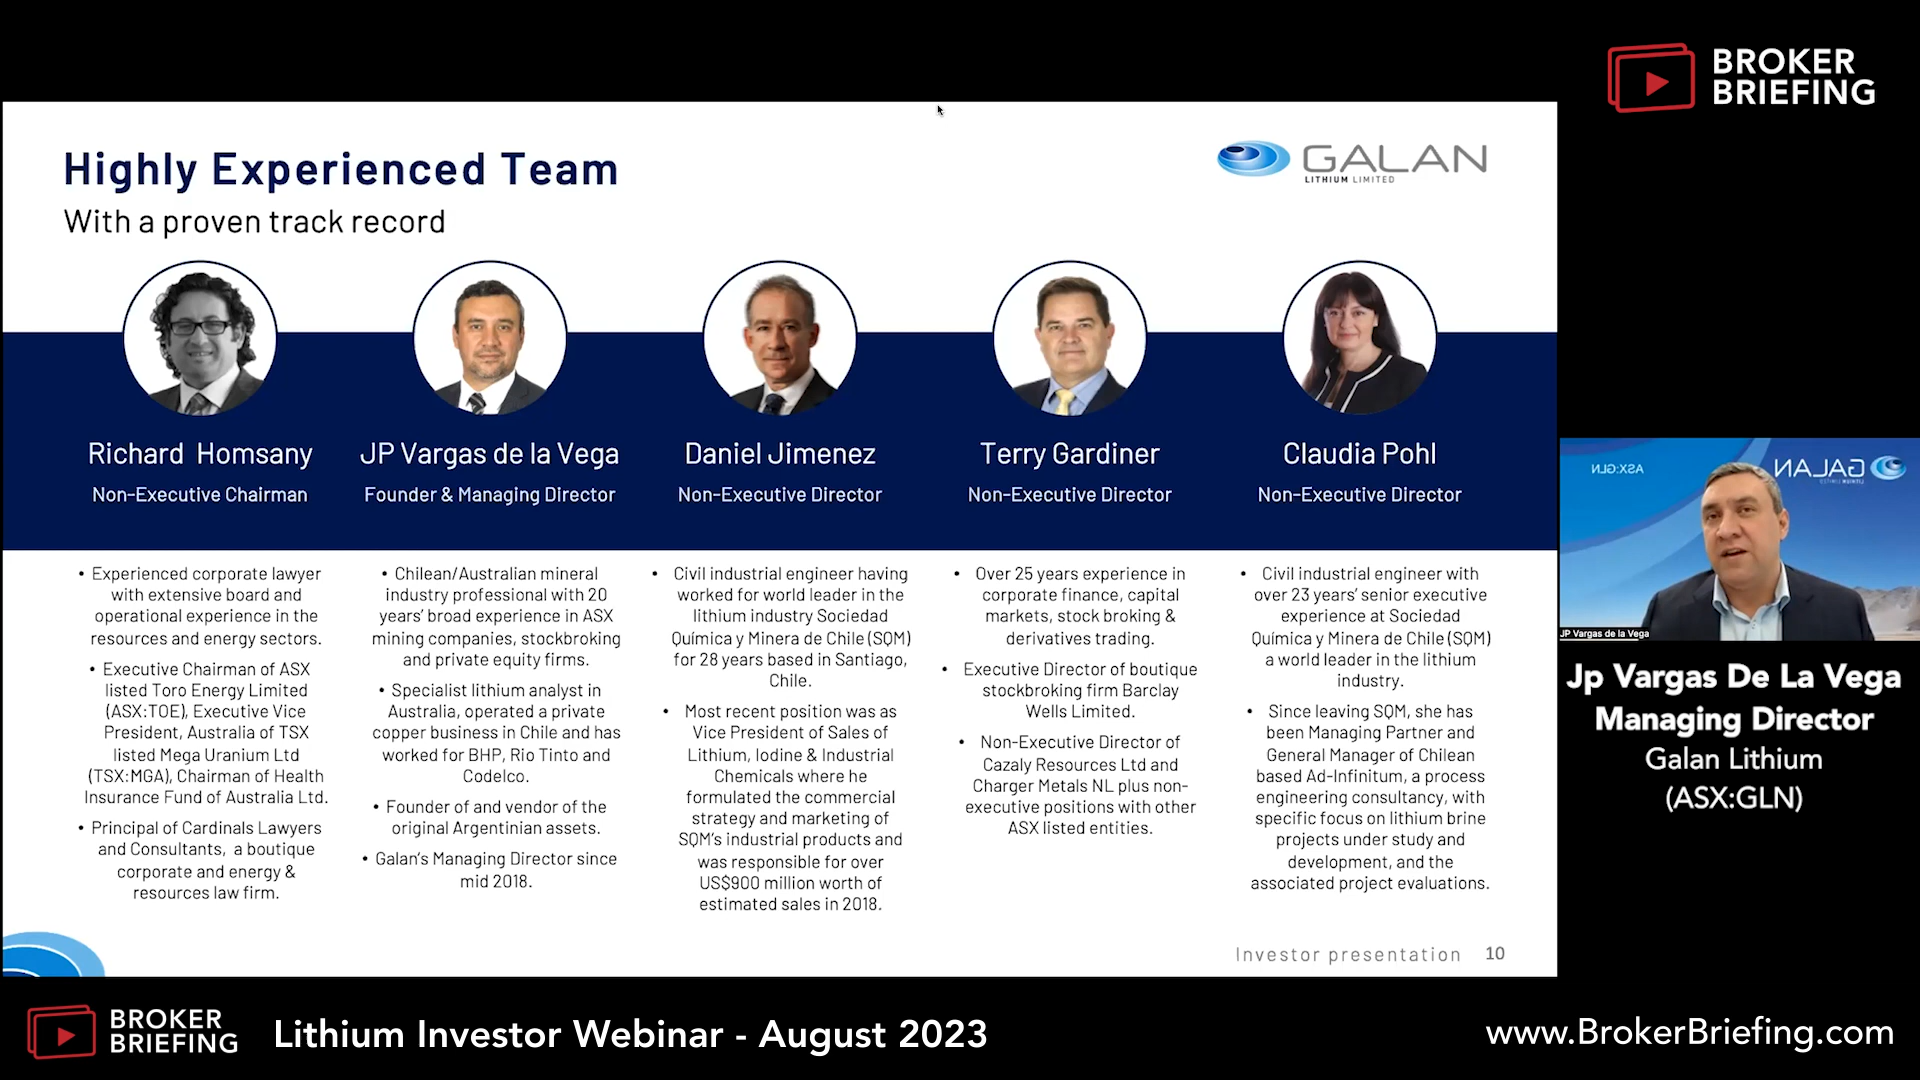 BROKER
BRIEFING
Highly Experienced Team
With a proven track record
GALAN
LITHIUM LIMITED
Richard Homsany
Non-Executive Chairman
• Experienced corporate lawyer
with extensive board and
operational experience in the
resources and energy sectors.
• Executive Chairman of ASX
listed Toro Energy Limited
(ASX:TOE), Executive Vice
President, Australia of TSX
listed Mega Uranium Ltd
(TSX:MGA), Chairman of Health
Insurance Fund of Australia Ltd.
• Principal of Cardinals Lawyers
and Consultants, a boutique
corporate and energy &
resources law firm.
JP Vargas de la Vega
Founder & Managing Director
• Chilean/Australian mineral
industry professional with 20
years' broad experience in ASX
mining companies, stockbroking
and private equity firms.
• Specialist lithium analyst in
Australia, operated a private
copper business in Chile and has
worked for BHP, Rio Tinto and
Codelco.
• Founder of and vendor of the
original Argentinian assets.
• Galan's Managing Director since
mid 2018.
Daniel Jimenez
Non-Executive Director
• Civil industrial engineer having
worked for world leader in the
lithium industry Sociedad
Química y Minera de Chile (SQM)
for 28 years based in Santiago,
Chile.
• Most recent position was as
Vice President of Sales of
Lithium, Iodine & Industrial
Chemicals where he
formulated the commercial
strategy and marketing of
SQM's industrial products and
was responsible for over
US$900 million worth of
estimated sales in 2018.
Terry Gardiner
Non-Executive Director
• Over 25 years experience in
corporate finance, capital
markets, stock broking &
derivatives trading.
• Executive Director of boutique
stockbroking firm Barclay
Wells Limited.
• Non-Executive Director of
Cazaly Resources Ltd and
Charger Metals NL plus non-
executive positions with other
ASX listed entities.
Claudia Pohl
Non-Executive Director
• Civil industrial engineer with
over 23 years' senior executive
experience at Sociedad
Química y Minera de Chile (SQM)
a world leader in the lithium
industry.
• Since leaving SQM, she has
been Managing Partner and
General Manager of Chilean
based Ad-Infinitum, a process
engineering consultancy, with
specific focus on lithium brine
projects under study and
development, and the
associated project evaluations.
Investor presentation 10
ASX:GLN
GALAN
LITHIUM LIMITED
JP Vargas de la Vega
Jp Vargas De La Vega
Managing Director
Galan Lithium
(ASX:GLN)
BROKER
BRIEFING
Lithium Investor Webinar - August 2023
www.BrokerBriefing.com